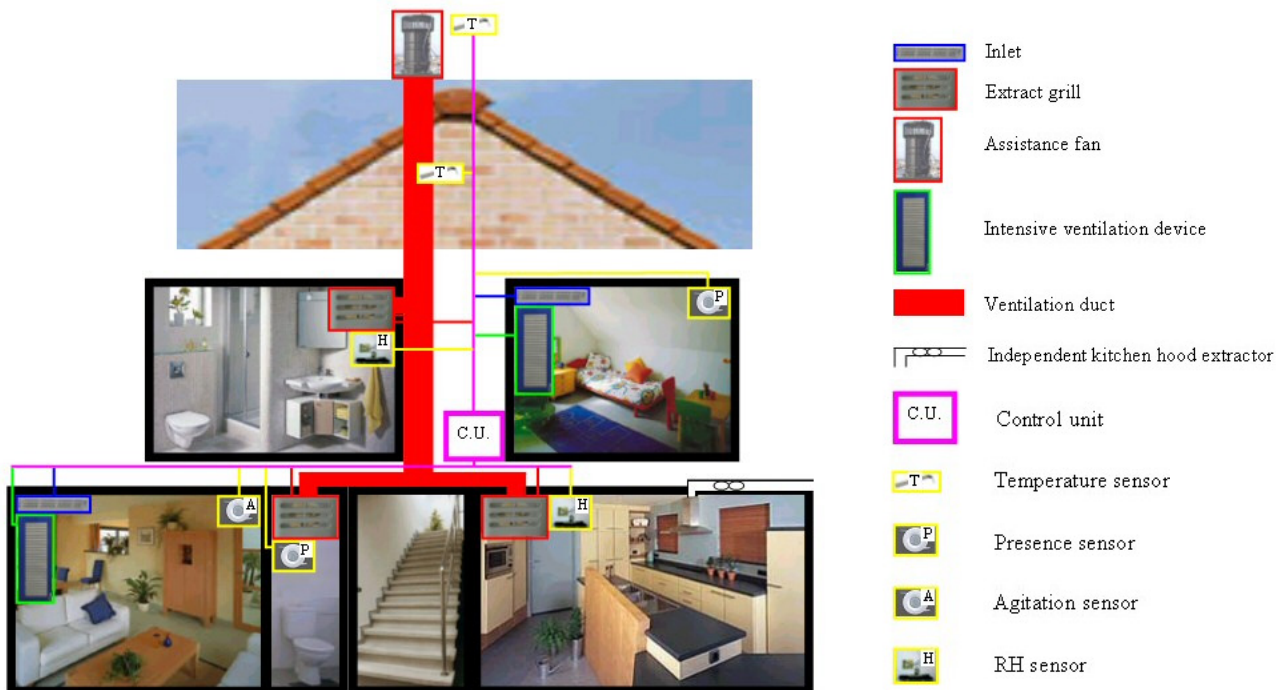 T
T
P
H
C.U.
A
P
H
Inlet
Extract grill
Assistance fan
Intensive ventilation device
Ventilation duct
Independent kitchen hood extractor
C.U.
Control unit
T
Temperature sensor
P
Presence sensor
A
Agitation sensor
H
RH sensor